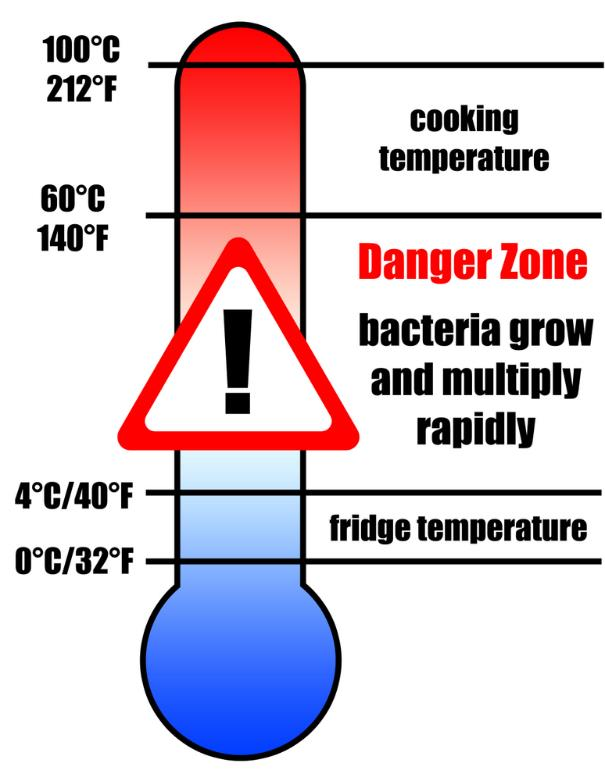 100°C
212°F
cooking
temperature
60°C
140°F
Danger Zone
bacteria grow
and multiply
rapidly
!
4°C/40°F
fridge temperature
0°C/32°F